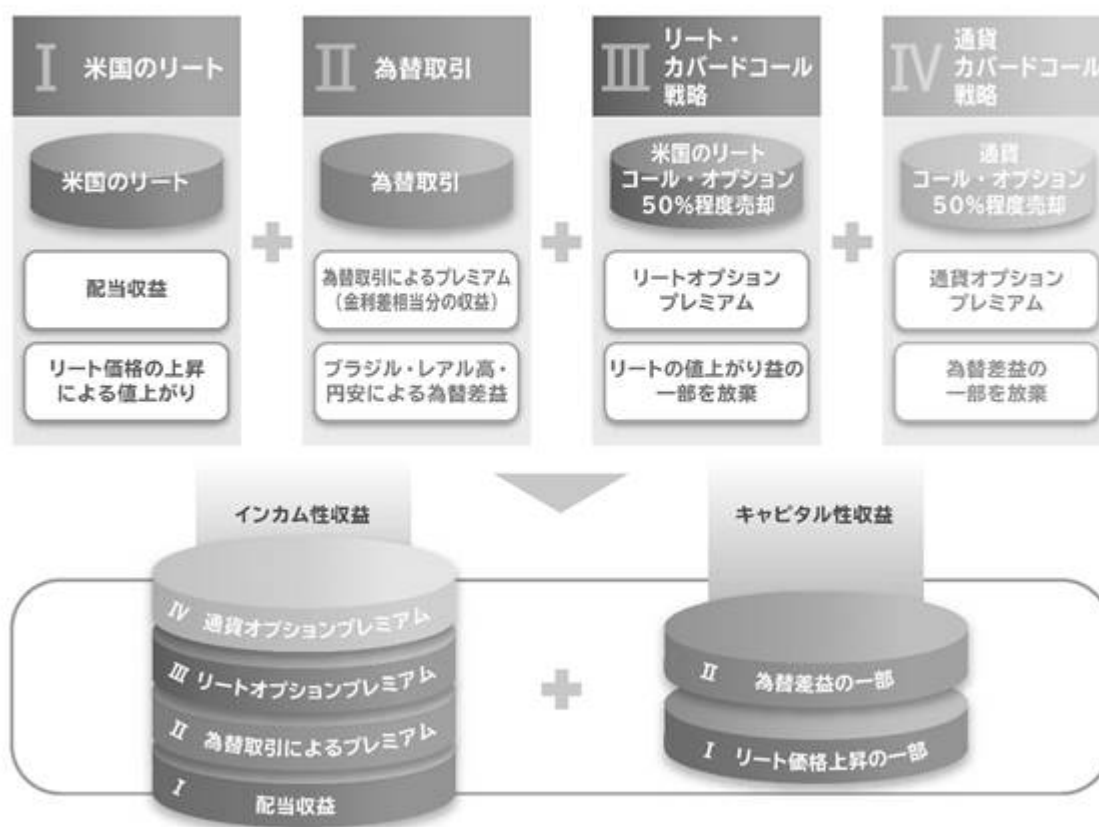 I 米国のリート
II 為替取引
III リート・
カバードコール
戦略
IV 通貨
カバードコール
戦略
米国のリート
為替取引
米国のリート
コール・オプション
50%程度売却
通貨
コール・オプション
50%程度売却
配当収益
為替取引によるプレミアム
（金利差相当分の収益）
リートオプション
プレミアム
通貨オプション
プレミアム
リート価格の上昇
による値上がり
ブラジル・レアル高・
円安による為替差益
リートの値上がり益の
一部を放棄
為替差益の
一部を放棄
インカム性収益
キャピタル性収益
IV 通貨オプションプレミアム
III リートオプションプレミアム
II 為替取引によるプレミアム
I 配当収益
II 為替差益の一部
I リート価格上昇の一部